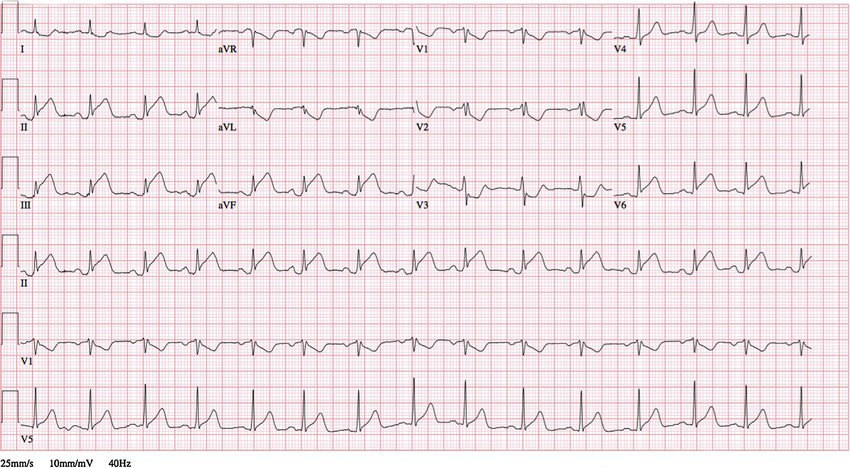 I aVR V1 V4
II aVL V2 V5
III aVF V3 V6
II
V1
V5
25mm/s 10mm/mV 40Hz